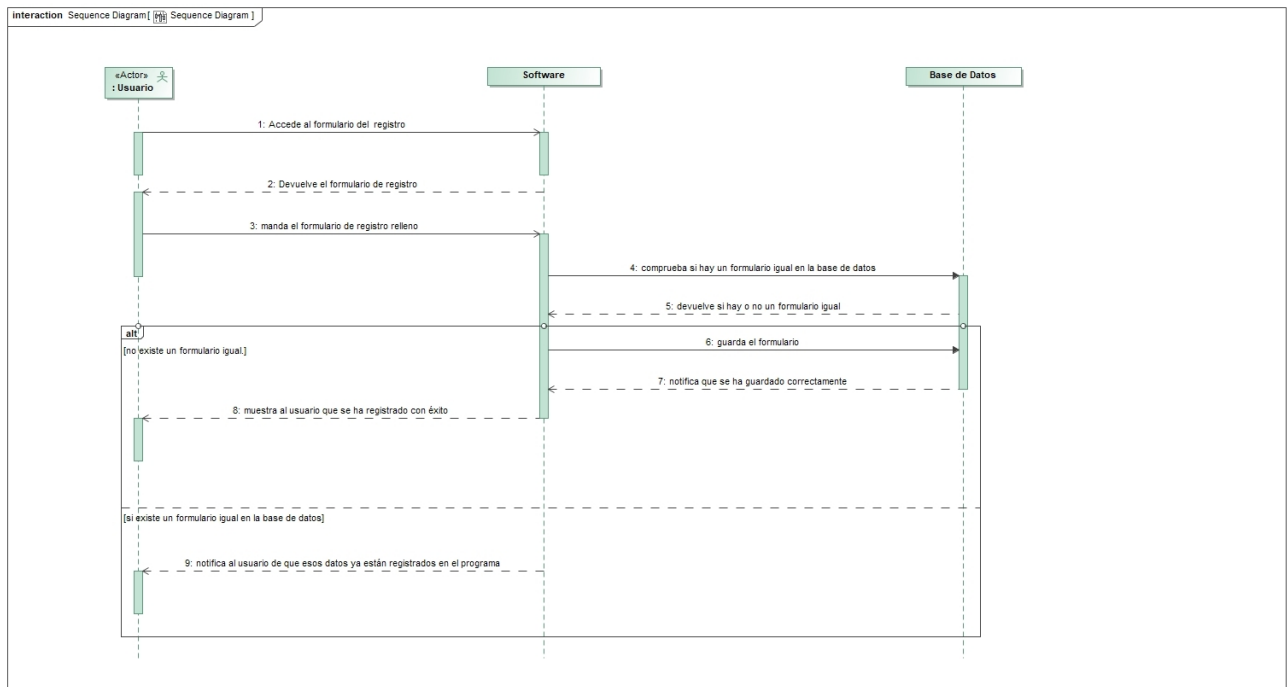 interaction Sequence Diagram[ Sequence Diagram ]
«Actor»
: Usuario
Software
Base de Datos
1: Accede al formulario del registro
2: Devuelve el formulario de registro
3: manda el formulario de registro relleno
4: comprueba si hay un formulario igual en la base de datos
5: devuelve si hay o no un formulario igual
alt
[no existe un formulario igual.]
6: guarda el formulario
7: notifica que se ha guardado correctamente
8: muestra al usuario que se ha registrado con éxito
[si existe un formulario igual en la base de datos]
9: notifica al usuario de que esos datos ya están registrados en el programa